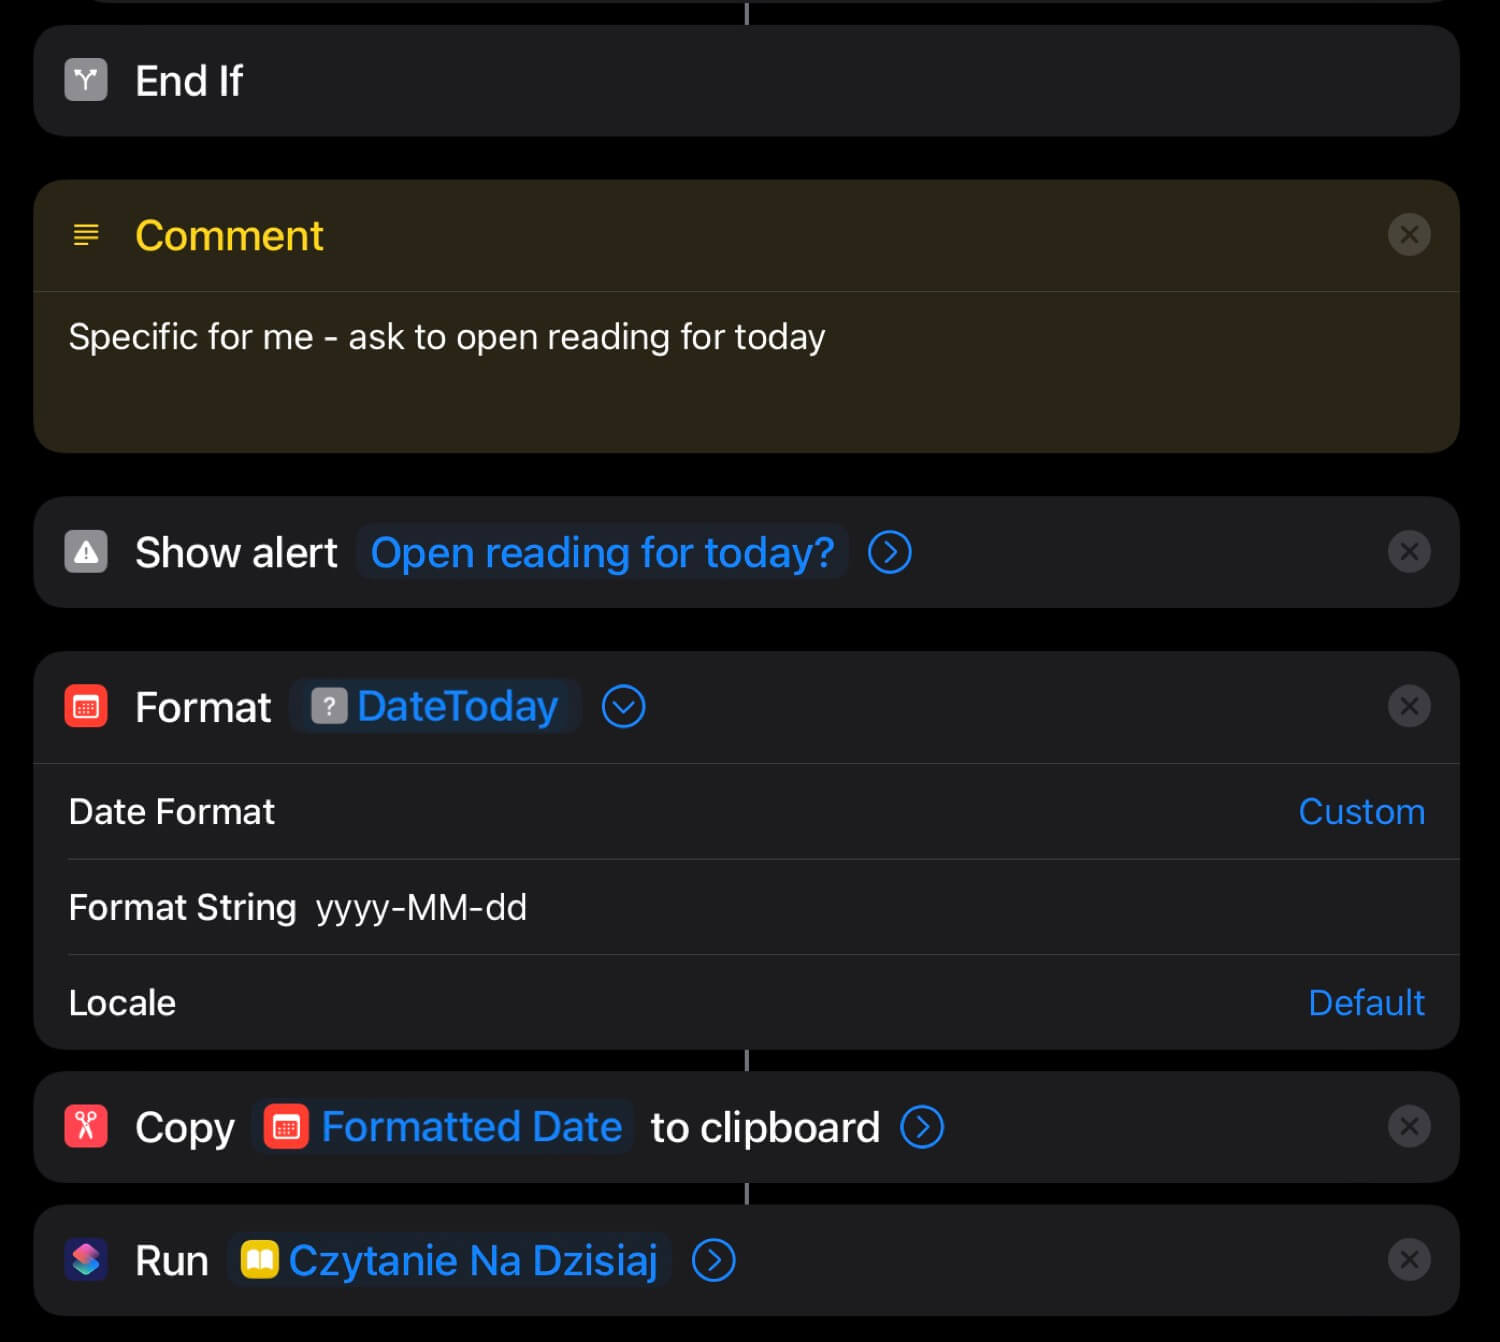 End If
Comment
Specific for me - ask to open reading for today
Show alert Open reading for today?
Format ? DateToday
Date Format Custom
Format String yyyy-MM-dd
Locale Default
Copy Formatted Date to clipboard
Run Czytanie Na Dzisiaj